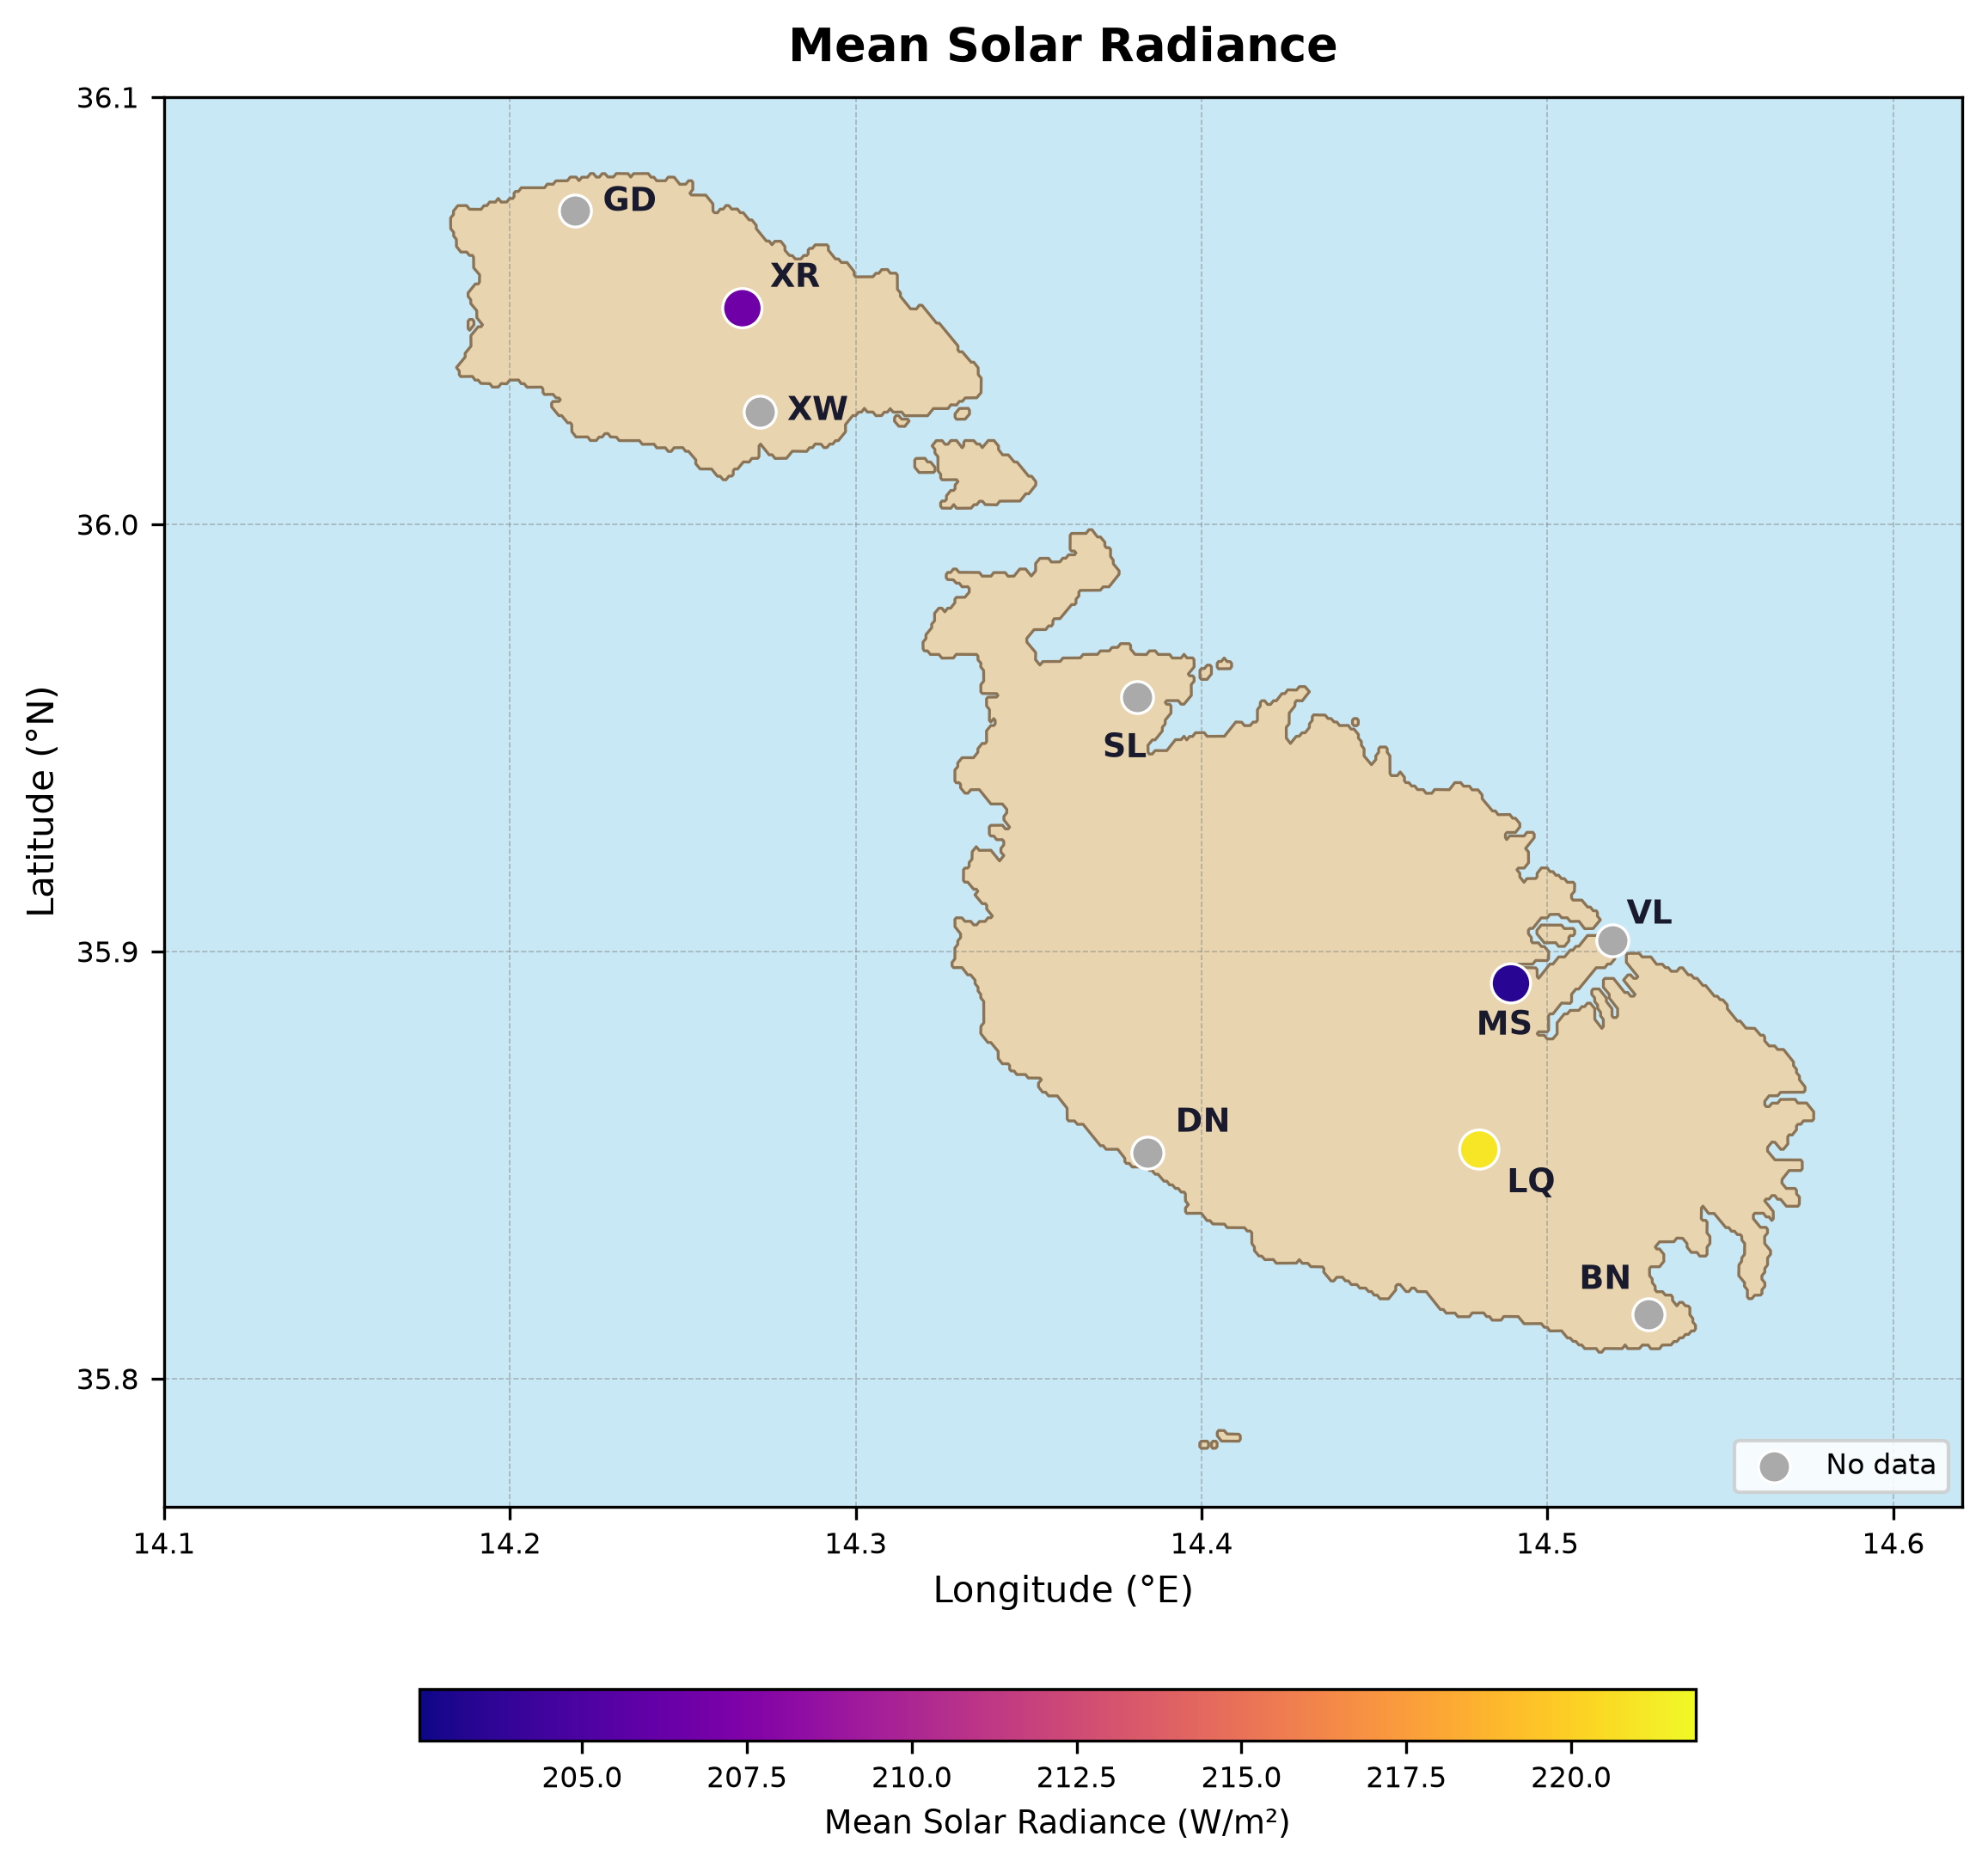 Mean Solar Radiance
36.1
36.0
35.9
35.8
Latitude (°N)
GD
XR
XW
SL
VL
MS
DN
LQ
BN
No data
14.1 14.2 14.3 14.4 14.5 14.6
Longitude (°E)
205.0 207.5 210.0 212.5 215.0 217.5 220.0
Mean Solar Radiance (W/m²)